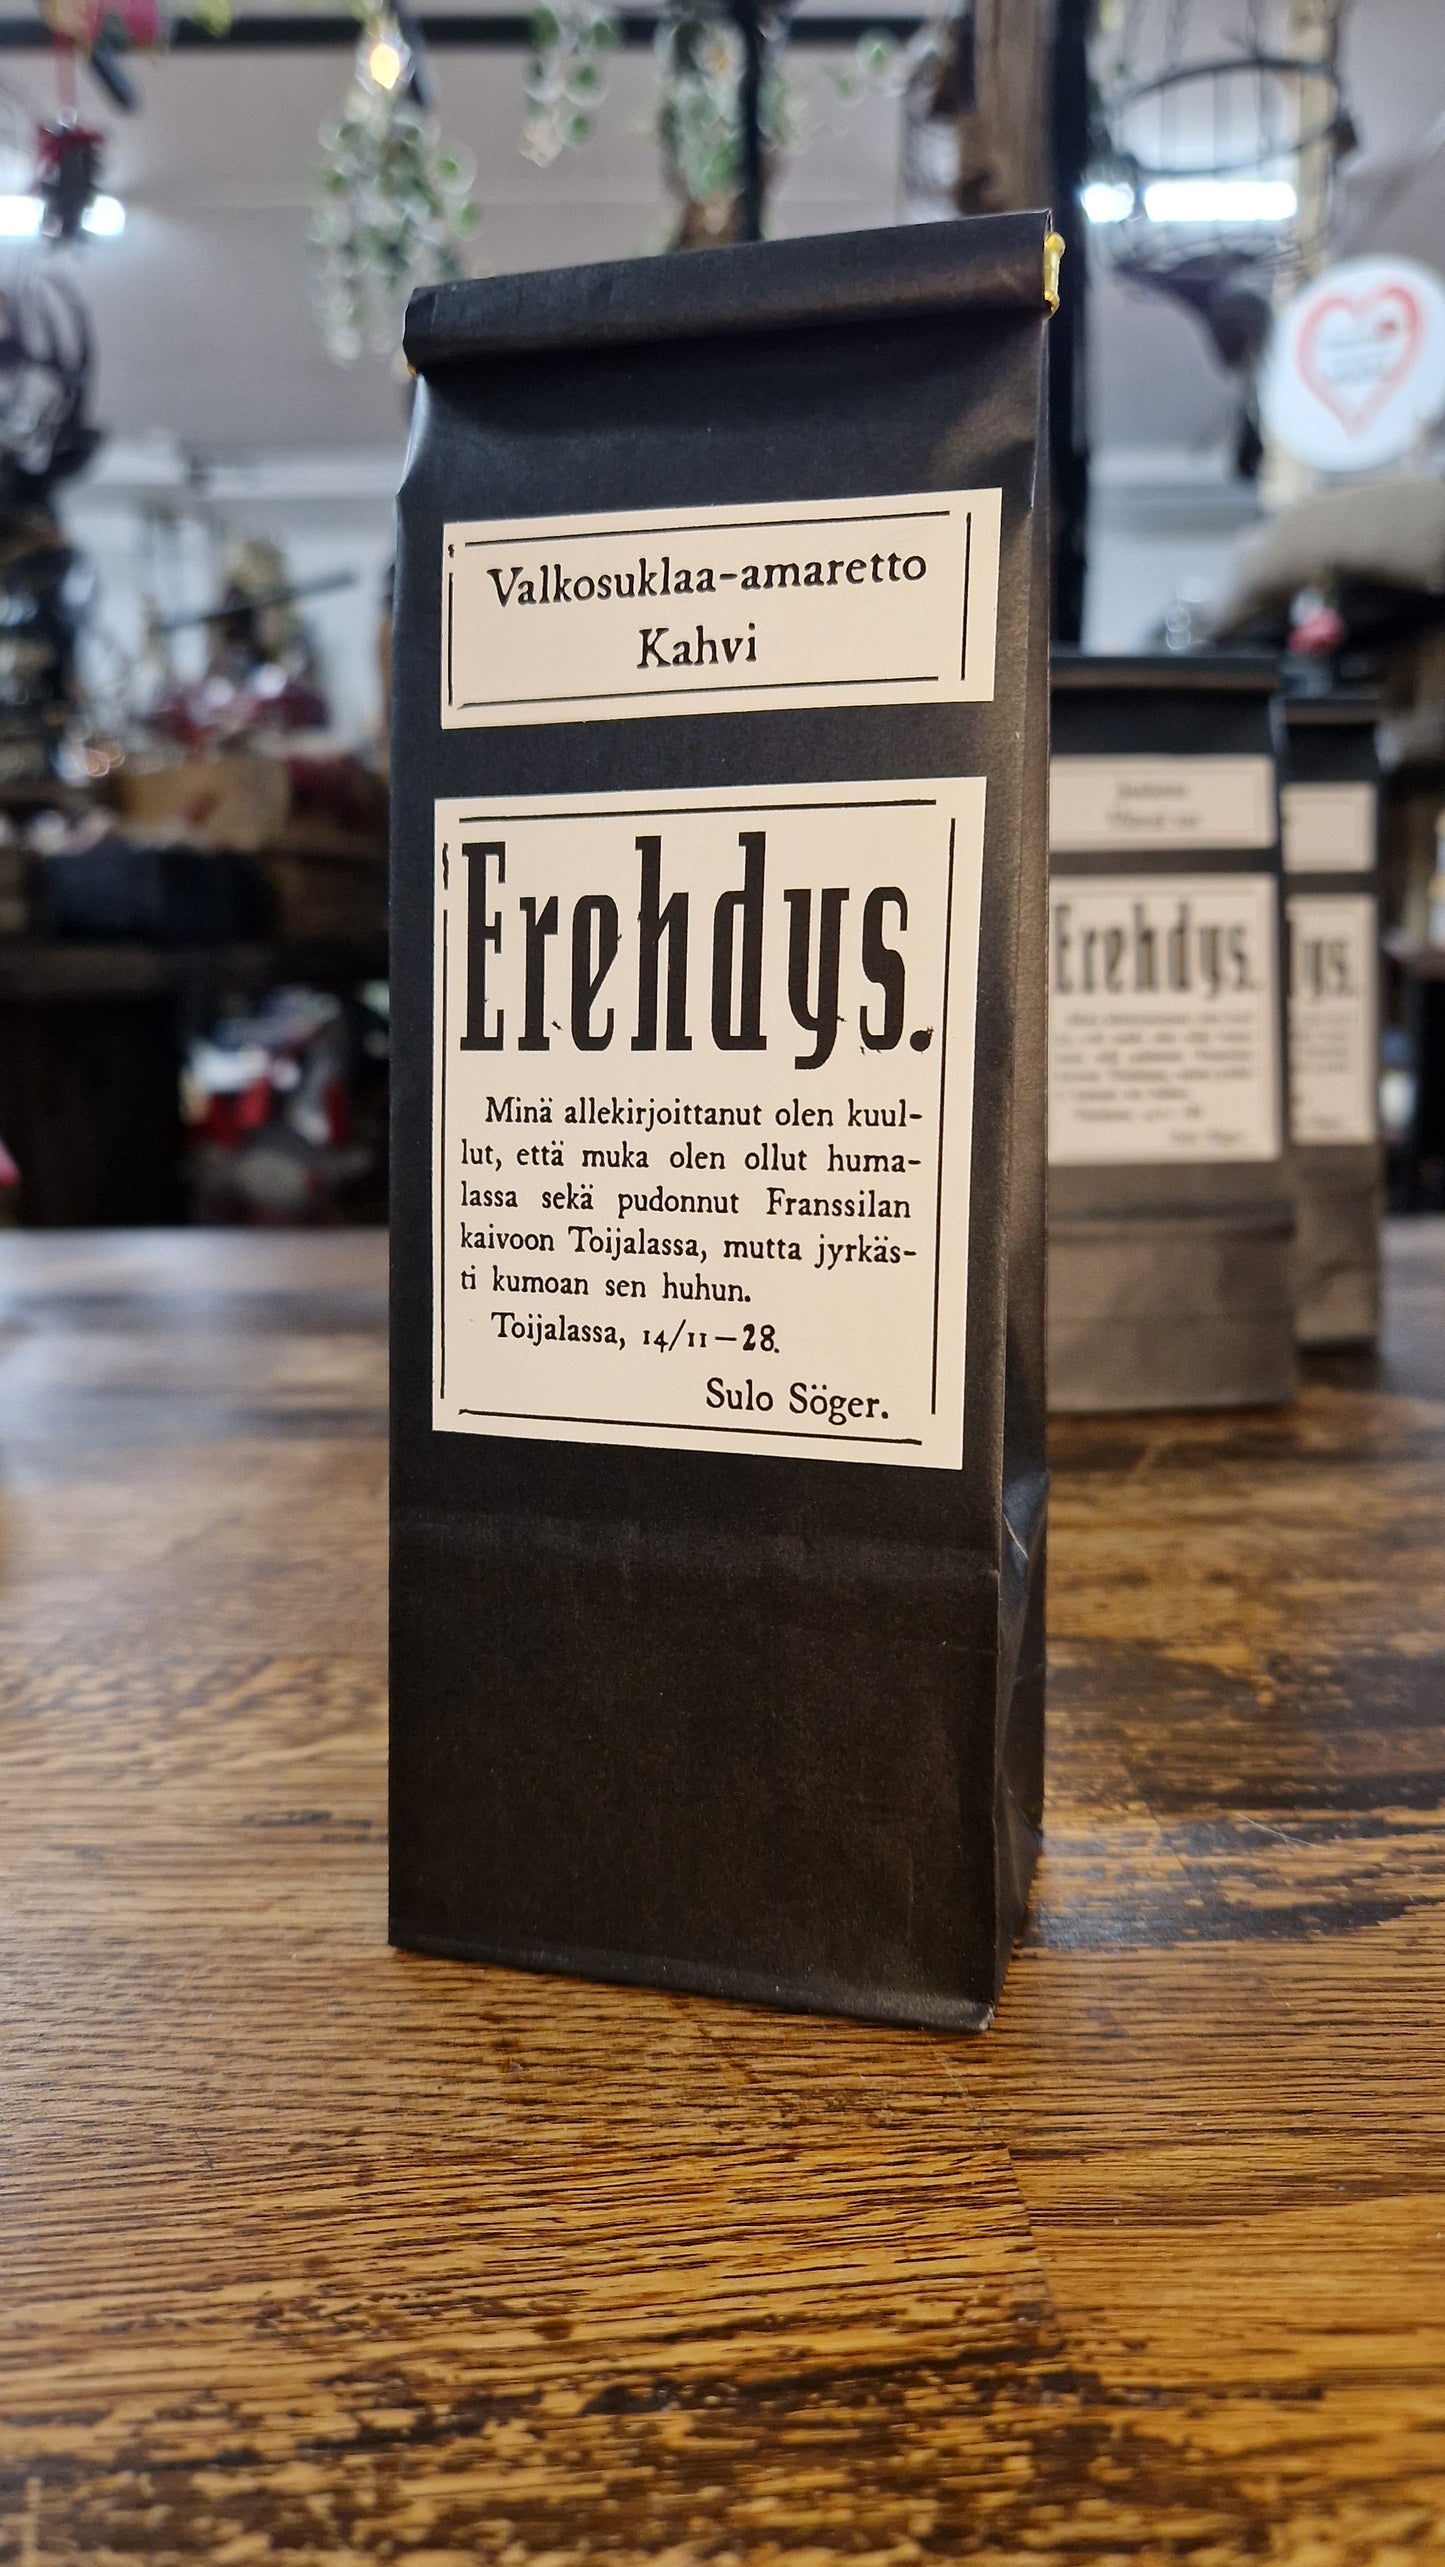 Valkosuklaa-amaretto
Kahvi
Erehdys.
Minä allekirjoittanut olen kuul-
lut, että muka olen ollut huma-
lassa sekä pudonnut Franssilan
kaivoon Toijalassa, mutta jyrkäs-
ti kumoan sen huhun.
Toijalassa, 14/11—28.
Sulo Söger.
Erehdys.
ys.